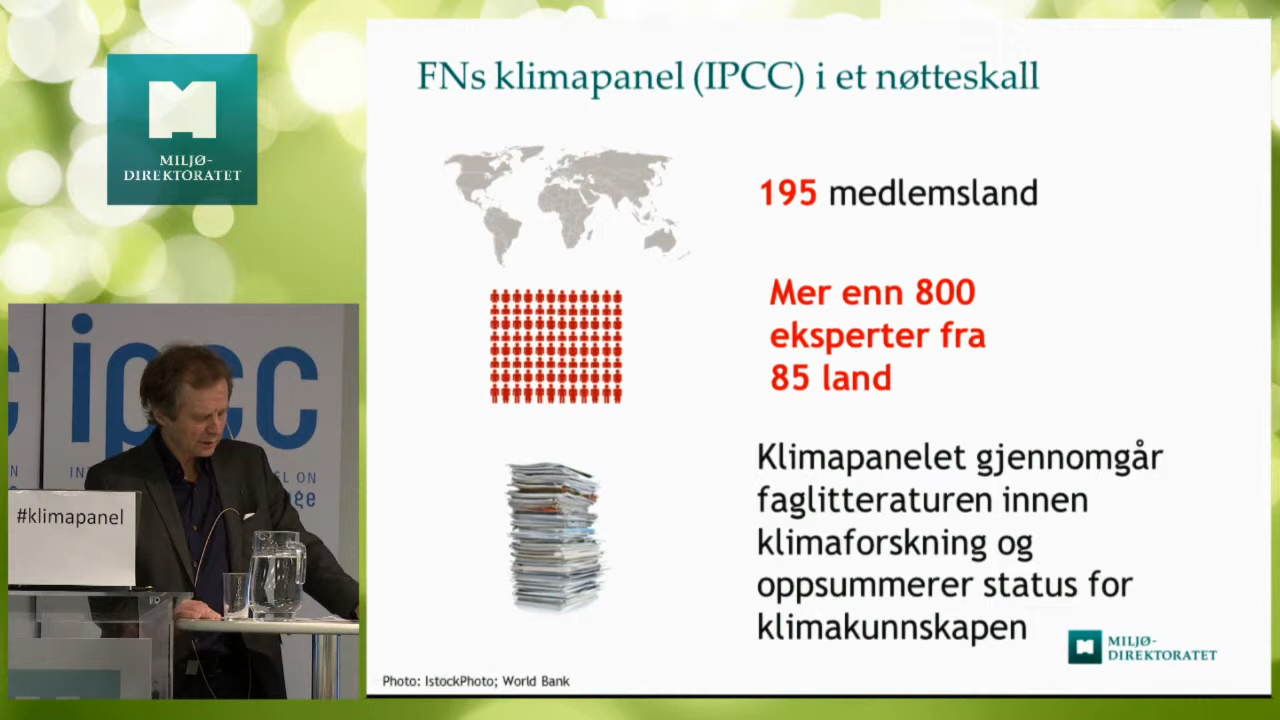 MILJØ-
DIREKTORATET
FNs klimapanel (IPCC) i et nøtteskall
195 medlemsland
Mer enn 800
eksperter fra
85 land
Klimapanelet gjennomgår
faglitteraturen innen
klimaforskning og
oppsummerer status for
klimakunnskapen
MILJØ-
DIREKTORATET
Photo: IstockPhoto; World Bank
ipcc
#klimapanel